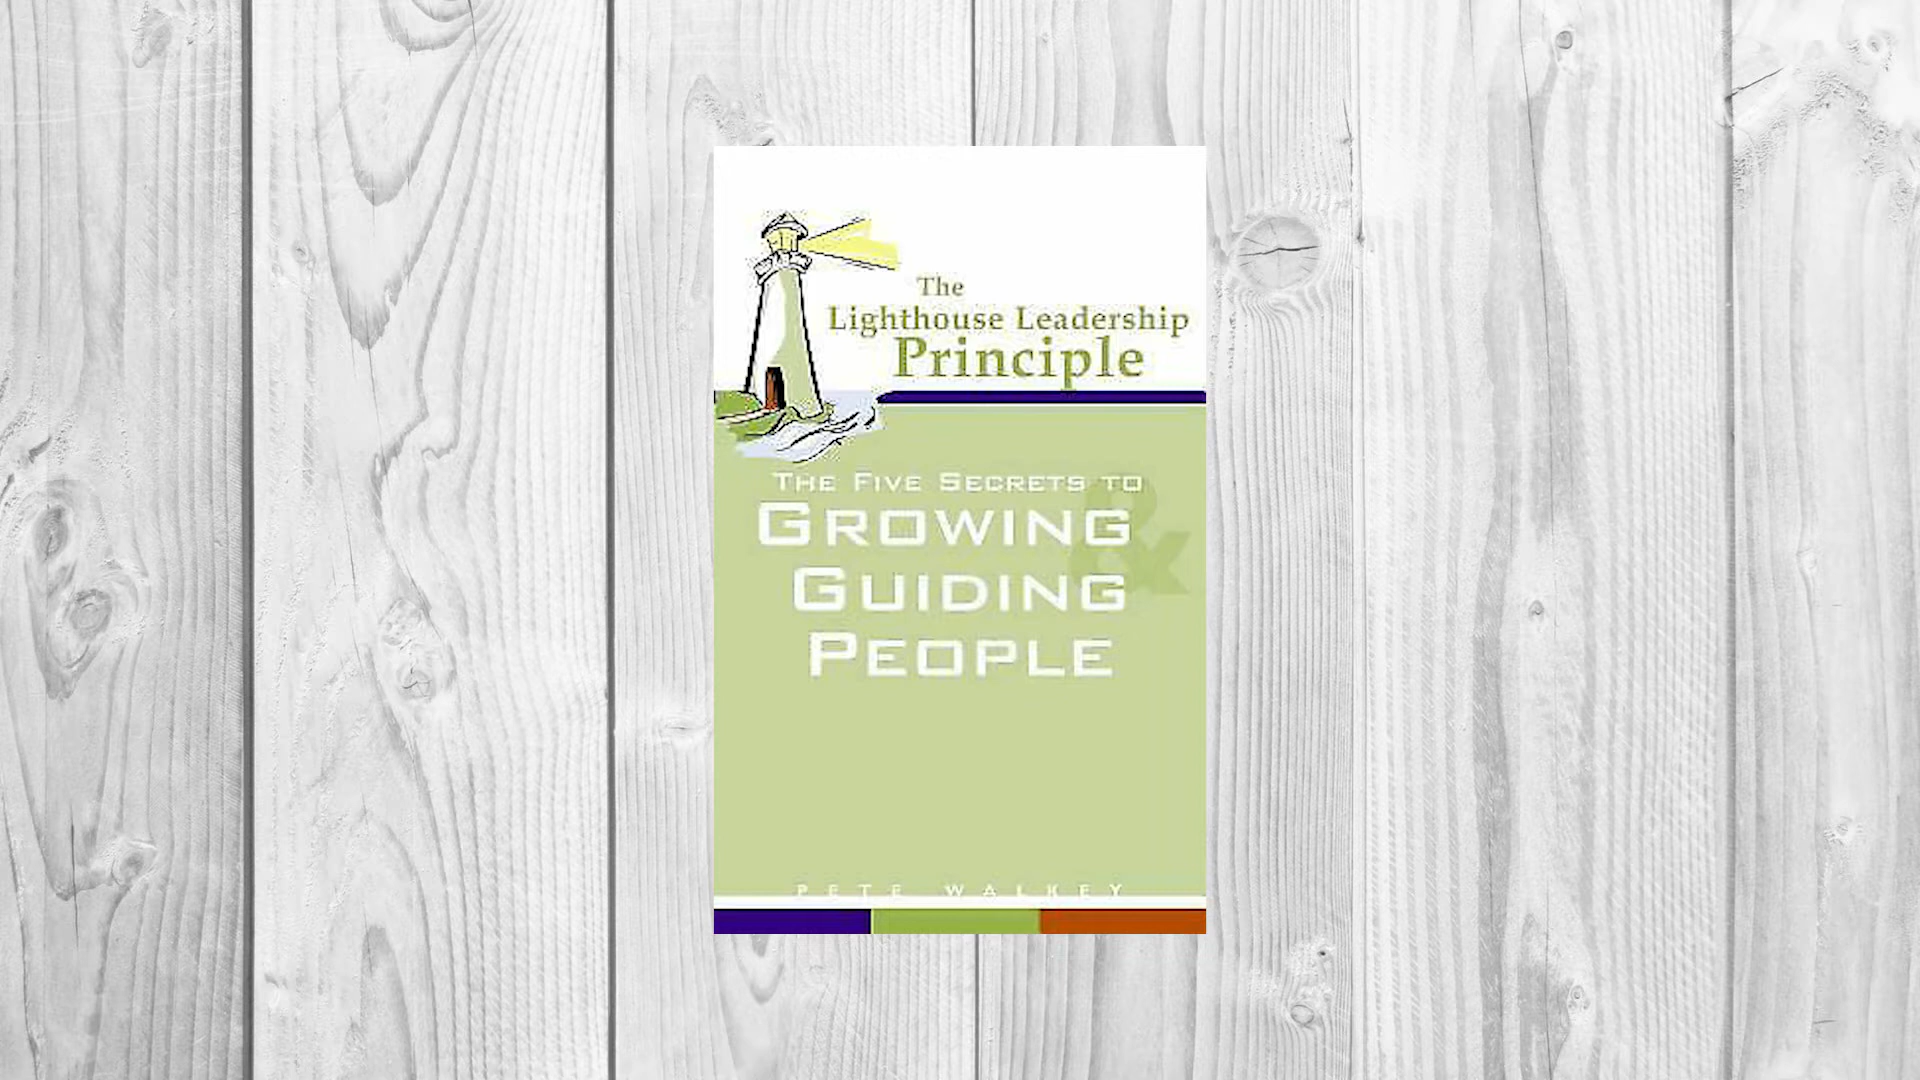 The
Lighthouse Leadership
Principle
The Five Secrets to
Growing
&
Guiding
People
PETE WALKEY